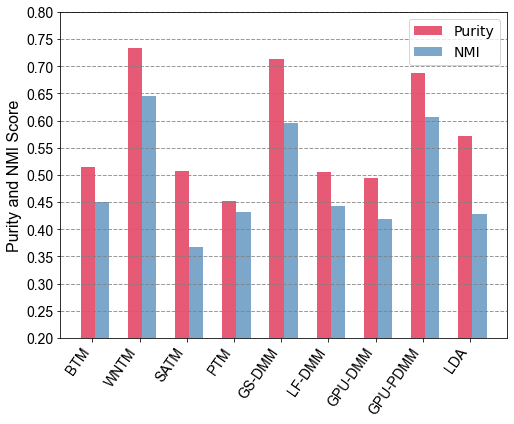 Purity and NMI Score
0.80
0.75
0.70
0.65
0.60
0.55
0.50
0.45
0.40
0.35
0.30
0.25
0.20
Purity
NMI
BTM
WNTM
SATM
PTM
GS-DMM
LF-DMM
GPU-DMM
GPU-PDMM
LDA